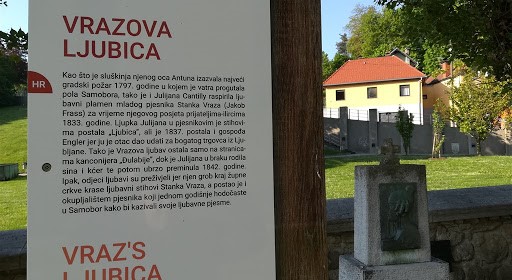 VRAZOVA
LJUBICA
HR
Kao što je sluškinja njenog oca Antuna izazvala najveći
gradski požar 1797. godine u kojem je vatra progutala
pola Samobora, tako je i Julijana Cantilly raspirila lju-
bavni plamen mladog pjesnika Stanka Vraza (Jakob
Frass) za vrijeme njegovog posjeta prijateljima-ilircima
1833. godine. Ljupka Julijana u pjesnikovim je stihovi-
ma postala „Ljubica“, ali je 1837. postala i gospođa
Engler jer ju je otac dao udati za bogatog trgovca iz Lju-
bljane. Tako je Vrazova ljubav ostala samo na stranica-
ma kanconijera „Đulabije“, dok je Julijana u braku rodila
sina i kćer te potom ubrzo preminula 1842. godine.
Ipak, odjeci ljubavi su preživjeli jer njen grob kraj župne
crkve krase ljubavni stihovi Stanka Vraza, a postao je i
okupljalištem pjesnika koji jednom godišnje hodočaste
u Samobor kako bi kazivali svoje ljubavne pjesme.
VRAZ'S
LJUBICA